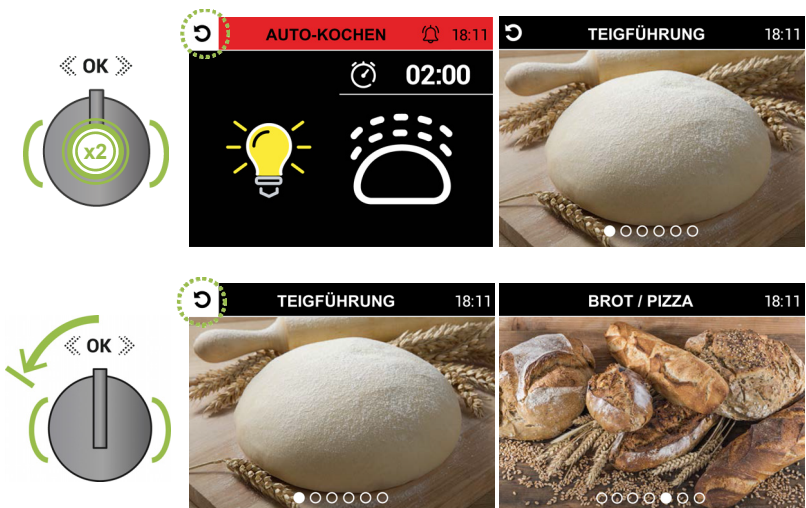 OK
x2
AUTO-KOCHEN 18:11
02:00
TEIGFÜHRUNG 18:11
OK
TEIGFÜHRUNG 18:11
BROT / PIZZA 18:11